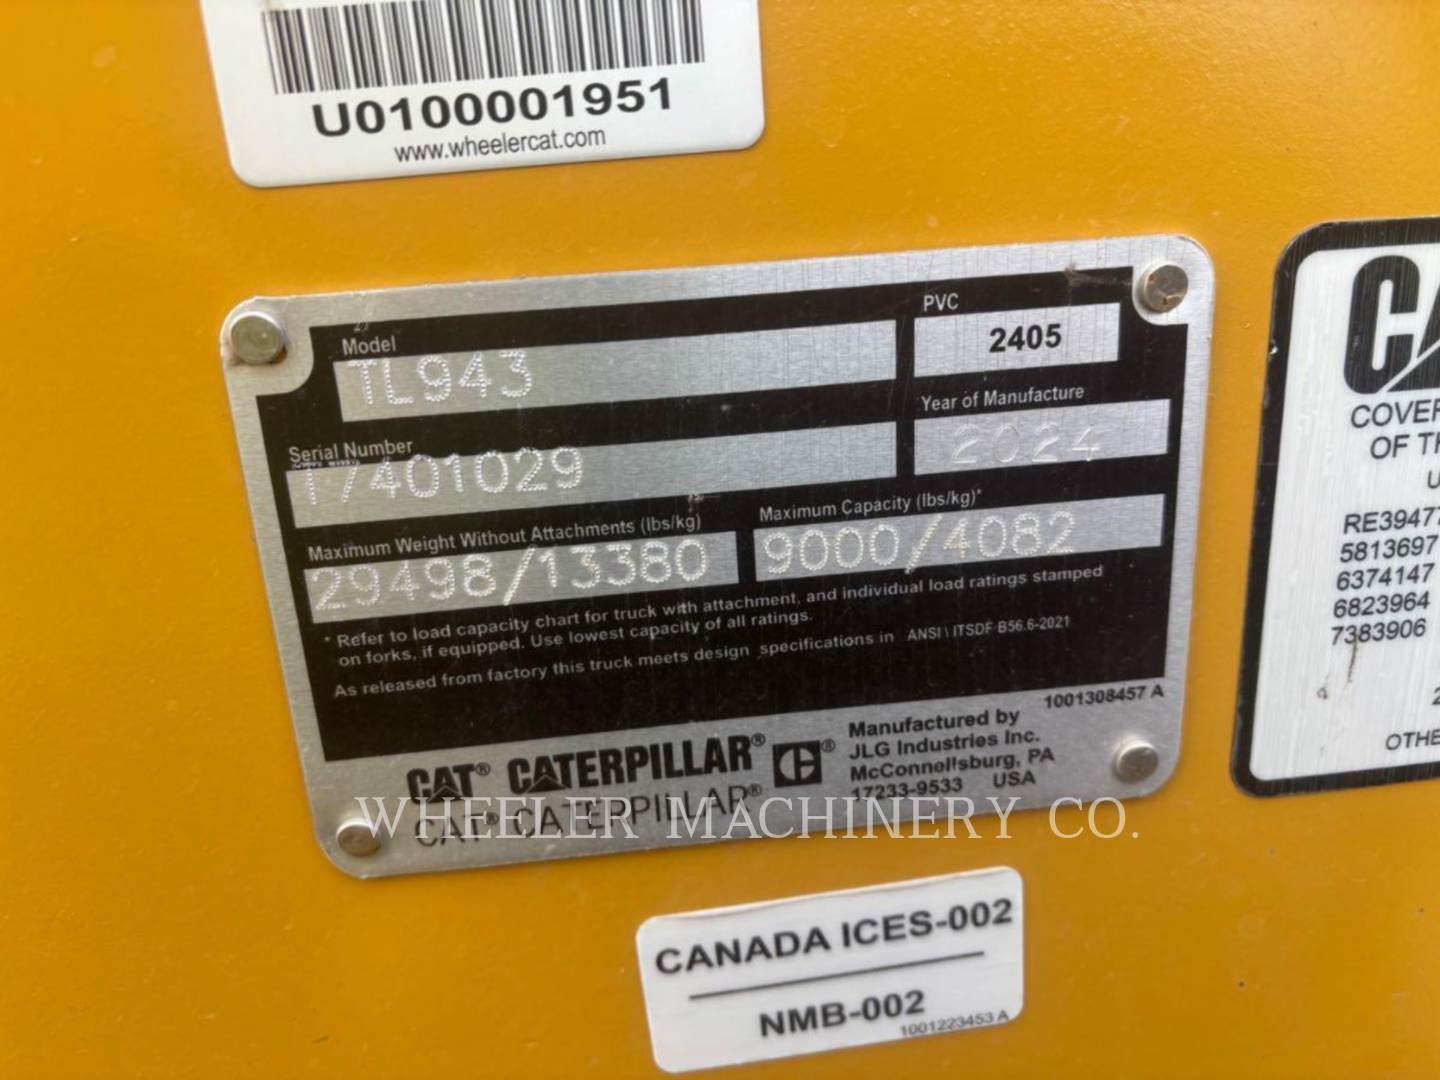 U0100001951
www.wheelercat.com
Model
TL943
PVC
2405
Serial Number
T7401029
Year of Manufacture
2024
Maximum Weight Without Attachments (lbs/kg)
29498/13380
Maximum Capacity (lbs/kg)*
9000/4082
* Refer to load capacity chart for truck with attachment, and individual load ratings stamped
on forks, if equipped. Use lowest capacity of all ratings.
As released from factory this truck meets design specifications in ANSI \ ITSDF B56.6-2021
1001308457 A
CAT® CATERPILLAR® ®
CAT® CATERPILLAR®
Manufactured by
JLG Industries Inc.
McConnellsburg, PA
17233-9533 USA
WHEELER MACHINERY CO.
CANADA ICES-002
NMB-002
1001223453 A
CA
COVER
OF TH
U
RE39477
5813697
6374147
6823964
7383906
2
OTHE